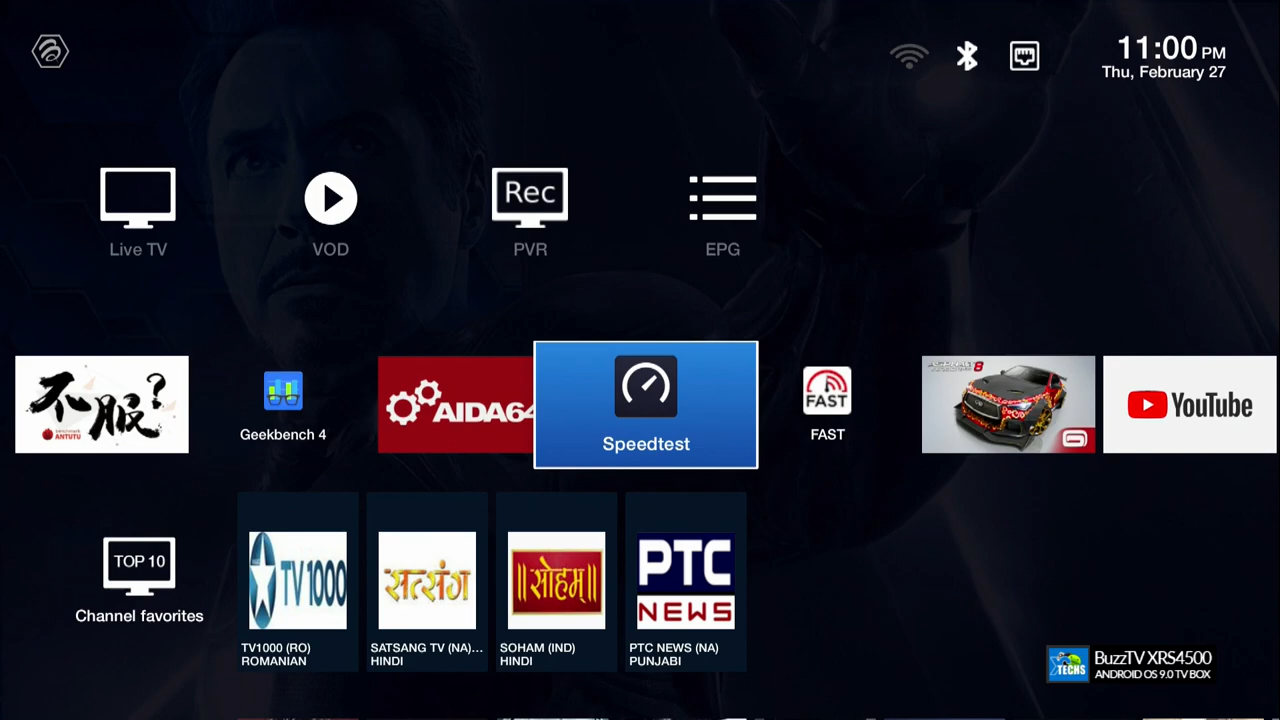 11:00 PM
Thu, February 27
Rec
Live TV
VOD
PVR
EPG
不服?
benchmark
ANTUTU
Geekbench 4
AIDA64
Speedtest
FAST
FAST
8
YouTube
TOP 10
Channel favorites
TV1000
सत्संग
॥सोहम्॥
PTC
NEWS
TV1000 (RO)
ROMANIAN
SATSANG TV (NA)...
HINDI
SOHAM (IND)
HINDI
PTC NEWS (NA)
PUNJABI
TECHS
BuzzTV XRS4500
ANDROID OS 9.0 TV BOX